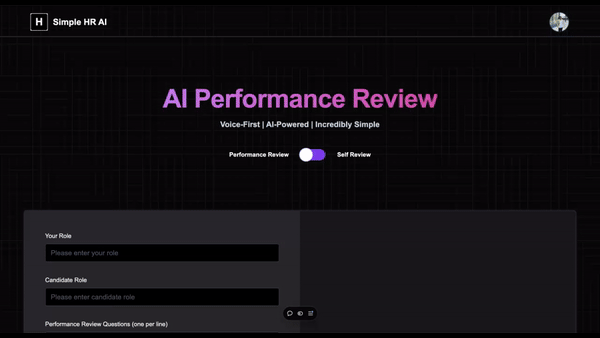 H Simple HR AI
AI Performance Review
Voice-First | AI-Powered | Incredibly Simple
Performance Review Self Review
Your Role
Please enter your role
Candidate Role
Please enter candidate role
Performance Review Questions (one per line)